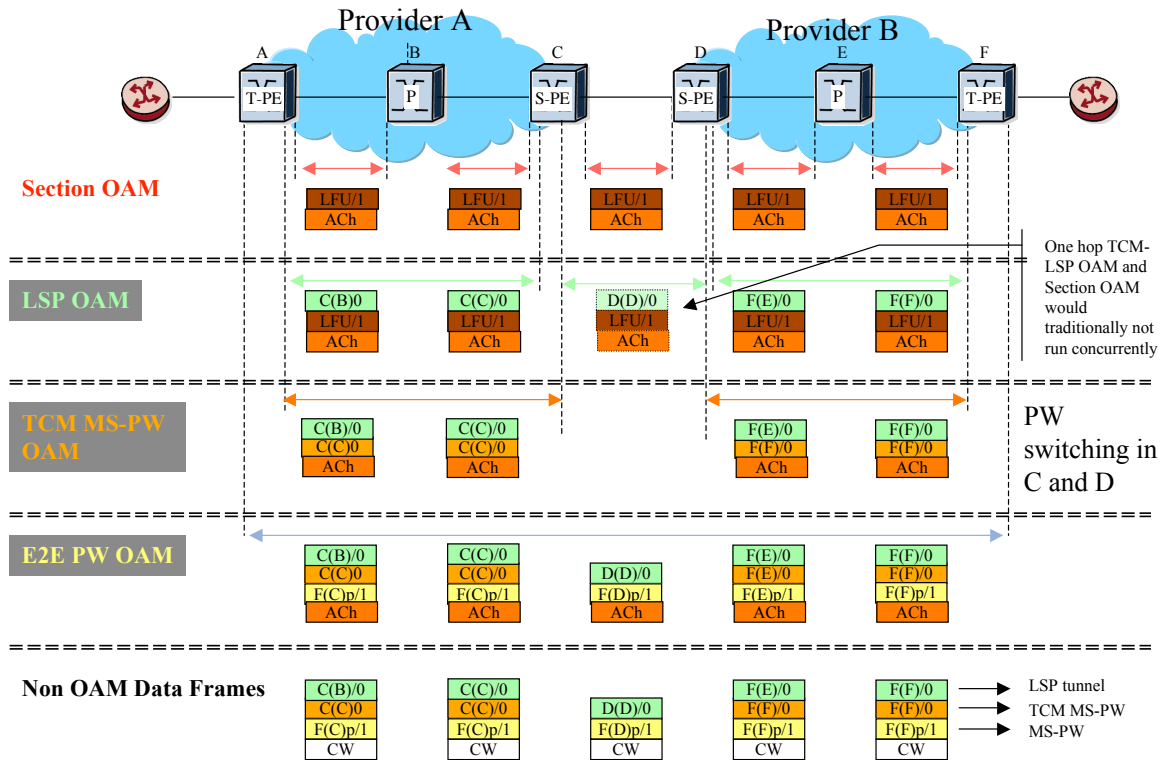 Provider A
Provider B
A
B
C
D
E
F
T-PE
P
S-PE
S-PE
P
T-PE
Section OAM
LFU/1
LFU/1
LFU/1
LFU/1
LFU/1
ACh
ACh
ACh
ACh
ACh
One hop TCM-
LSP OAM and
Section OAM
would
traditionally not
run concurrently
LSP OAM
C(B)0
C(C)/0
D(D)/0
F(E)/0
F(F)/0
LFU/1
LFU/1
LFU/1
LFU/1
LFU/1
ACh
ACh
ACh
ACh
ACh
TCM MS-PW
OAM
C(B)/0
C(C)/0
F(E)/0
F(F)/0
C(C)0
C(C)/0
F(F)/0
F(F)/0
ACh
ACh
ACh
ACh
PW
switching in
C and D
E2E PW OAM
C(B)/0
C(C)/0
F(E)/0
F(F)/0
C(C)0
C(C)/0
D(D)/0
F(E)/0
F(F)/0
F(C)p/1
F(C)p/1
F(D)p/1
F(E)p/1
F(F)p/1
ACh
ACh
ACh
ACh
ACh
Non OAM Data Frames
C(B)/0
C(C)/0
F(E)/0
F(F)/0
C(C)0
C(C)/0
D(D)/0
F(F)/0
F(F)/0
F(C)p/1
F(C)p/1
F(D)p/1
F(F)p/1
F(F)p/1
CW
CW
CW
CW
CW
LSP tunnel
TCM MS-PW
MS-PW